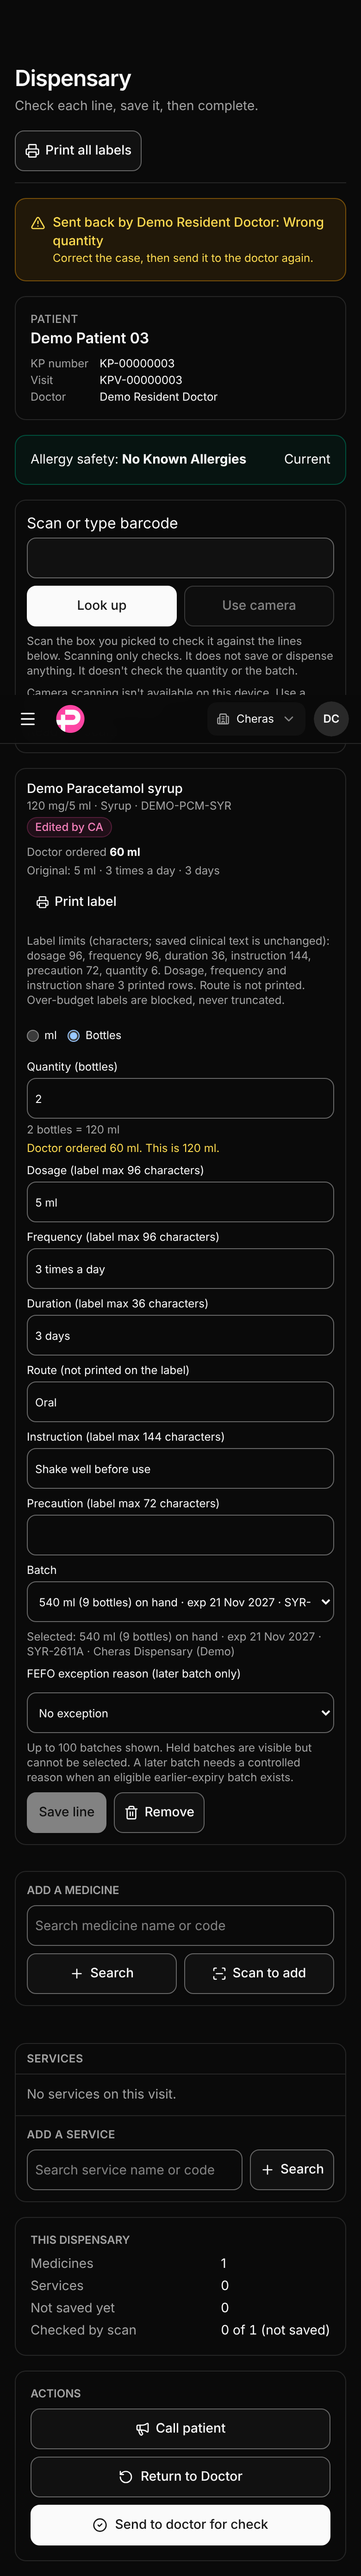 Dispensary
Check each line, save it, then complete.
Print all labels
Sent back by Demo Resident Doctor: Wrong
quantity
Correct the case, then send it to the doctor again.
PATIENT
Demo Patient 03
KP number KP-00000003
Visit KPV-00000003
Doctor Demo Resident Doctor
Allergy safety: No Known Allergies Current
Scan or type barcode
Look up Use camera
Scan the box you picked to check it against the lines
below. Scanning only checks. It does not save or dispense
anything. It doesn't check the quantity or the batch.
Camera scanning isn't available on this device. Use a
P Cheras DC
Demo Paracetamol syrup
120 mg/5 ml · Syrup · DEMO-PCM-SYR
Edited by CA
Doctor ordered 60 ml
Original: 5 ml · 3 times a day · 3 days
Print label
Label limits (characters; saved clinical text is unchanged):
dosage 96, frequency 96, duration 36, instruction 144,
precaution 72, quantity 6. Dosage, frequency and
instruction share 3 printed rows. Route is not printed.
Over-budget labels are blocked, never truncated.
ml Bottles
Quantity (bottles)
2
2 bottles = 120 ml
Doctor ordered 60 ml. This is 120 ml.
Dosage (label max 96 characters)
5 ml
Frequency (label max 96 characters)
3 times a day
Duration (label max 36 characters)
3 days
Route (not printed on the label)
Oral
Instruction (label max 144 characters)
Shake well before use
Precaution (label max 72 characters)
Batch
540 ml (9 bottles) on hand · exp 21 Nov 2027 · SYR-
Selected: 540 ml (9 bottles) on hand · exp 21 Nov 2027 ·
SYR-2611A · Cheras Dispensary (Demo)
FEFO exception reason (later batch only)
No exception
Up to 100 batches shown. Held batches are visible but
cannot be selected. A later batch needs a controlled
reason when an eligible earlier-expiry batch exists.
Save line Remove
ADD A MEDICINE
Search medicine name or code
Search Scan to add
SERVICES
No services on this visit.
ADD A SERVICE
Search service name or code Search
THIS DISPENSARY
Medicines 1
Services 0
Not saved yet 0
Checked by scan 0 of 1 (not saved)
ACTIONS
Call patient
Return to Doctor
Send to doctor for check